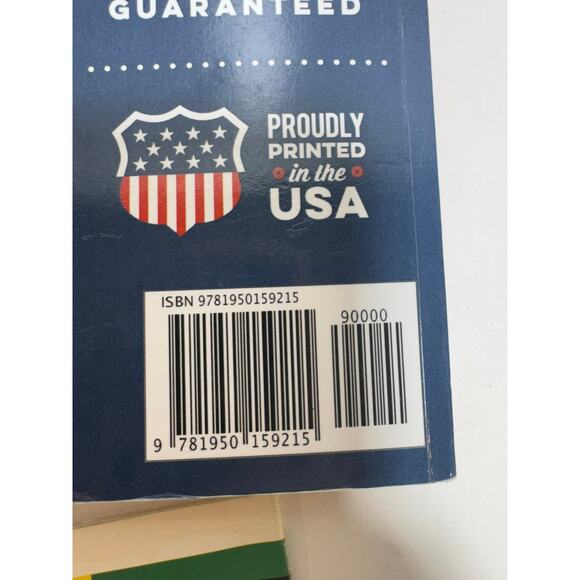 GUARANTEED
PROUDLY
PRINTED
in the
USA
ISBN 9781950159215
90000
9 781950 159215